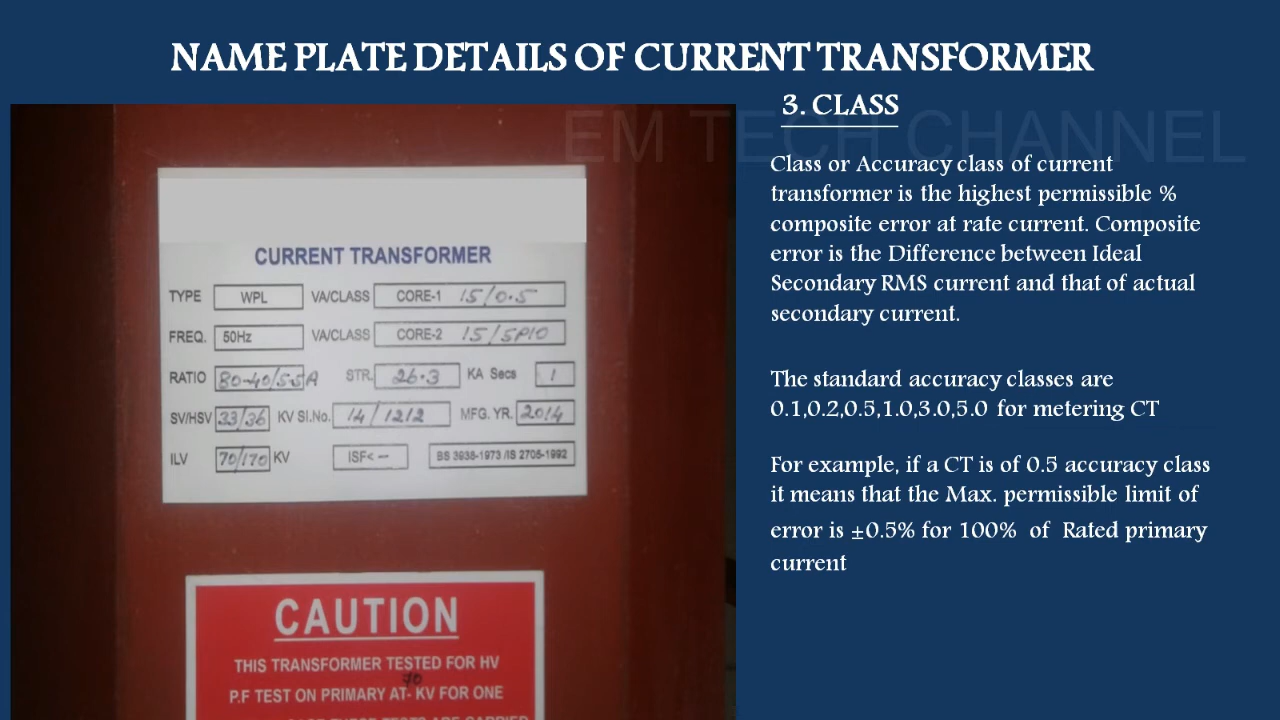 NAME PLATE DETAILS OF CURRENT TRANSFORMER
EM TECH CHANNEL
3. CLASS
Class or Accuracy class of current
transformer is the highest permissible %
composite error at rate current. Composite
error is the Difference between Ideal
Secondary RMS current and that of actual
secondary current.
The standard accuracy classes are
0.1,0.2,0.5,1.0,3.0,5.0 for metering CT
For example, if a CT is of 0.5 accuracy class
it means that the Max. permissible limit of
error is ±0.5% for 100% of Rated primary
current
CURRENT TRANSFORMER
TYPE WPL VA/CLASS CORE-1 15/0.5
FREQ. 50Hz VA/CLASS CORE-2 15/5P10
RATIO 80-40/5-5A STR. 26.3 KA Secs 1
SV/HSV 33/36 KV Sl.No. 14/1212 MFG. YR. 2014
ILV 70/170 KV ISF<-- BS 3938-1973 /IS 2705-1992
CAUTION
THIS TRANSFORMER TESTED FOR HV
P.F TEST ON PRIMARY AT- 70 KV FOR ONE
THESE TESTS ARE CARRIED